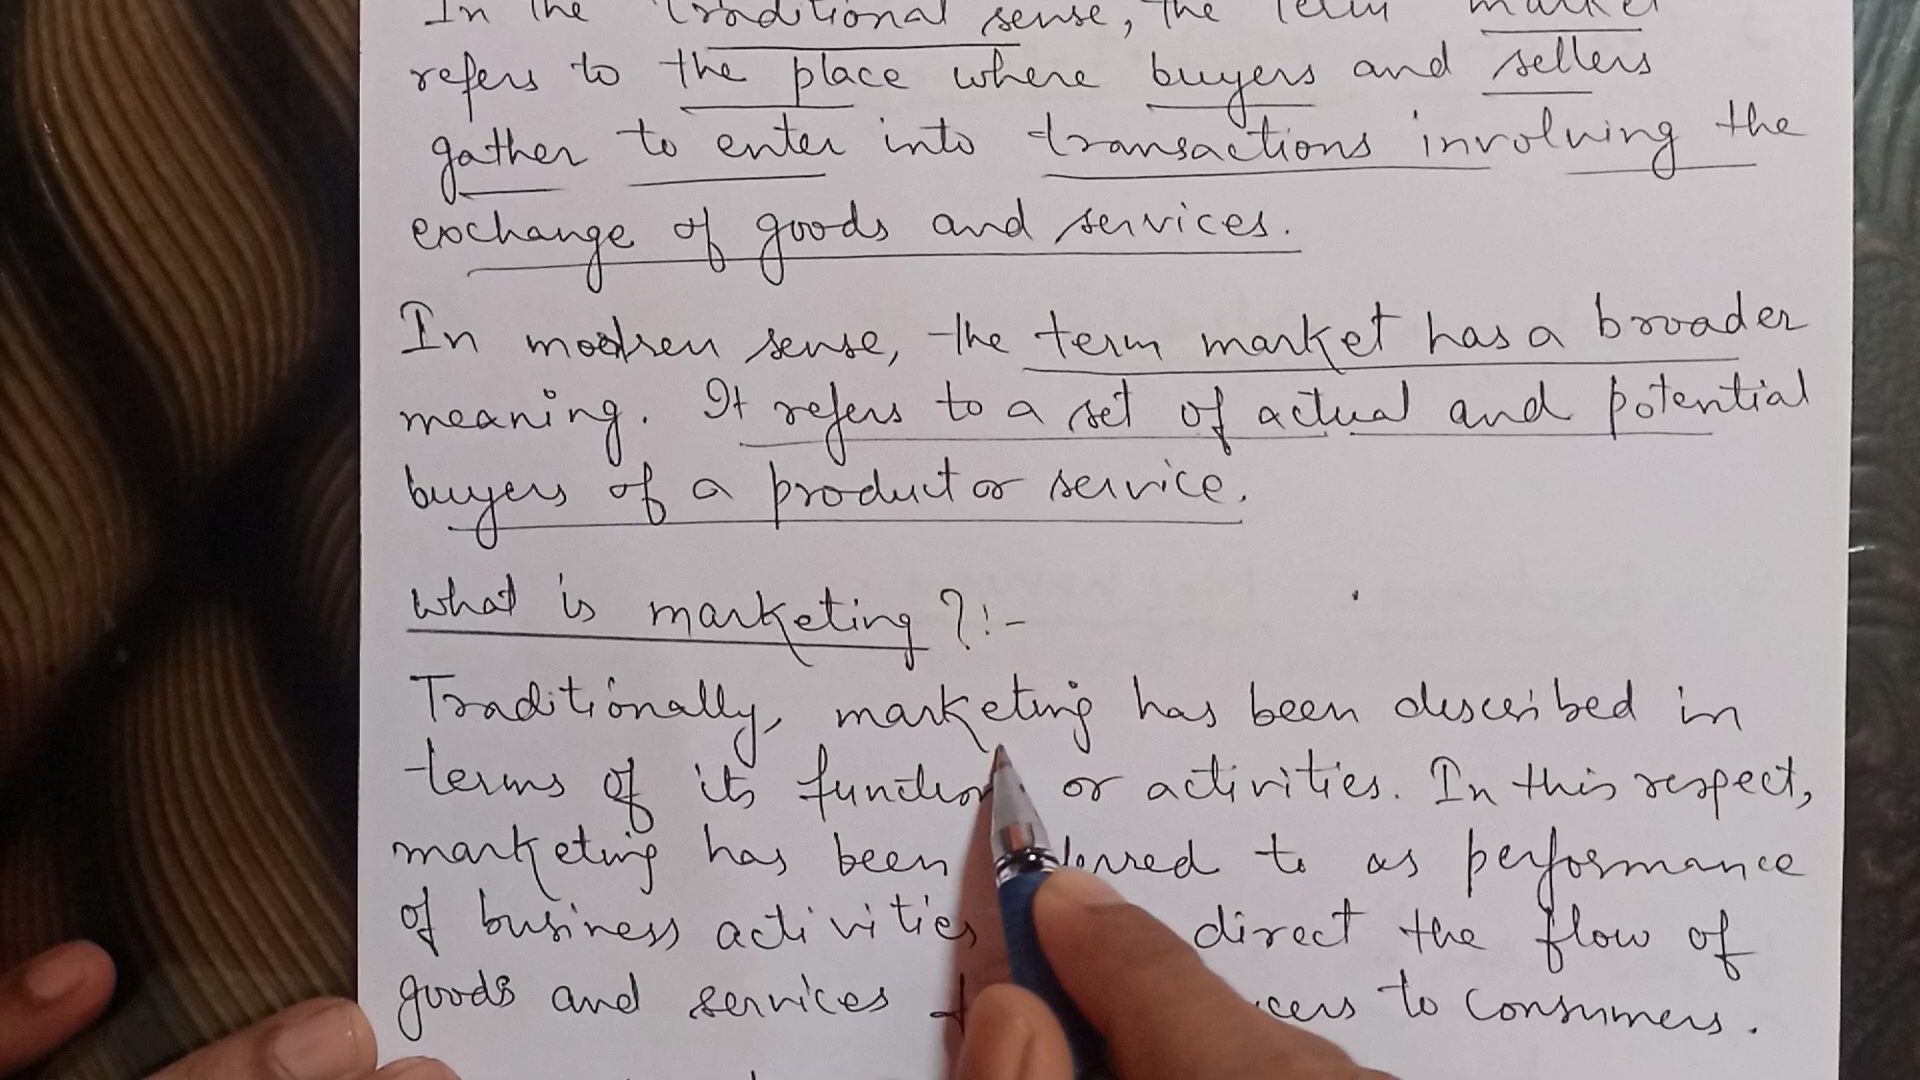 In the traditional sense, the term market
refers to the place where buyers and sellers
gather to enter into transactions involving the
exchange of goods and services.
In modren sense, the term market has a broader
meaning. It refers to a set of actual and potential
buyers of a product or service.
What is marketing?:-
Traditionally, marketing has been described in
terms of its function or activities. In this respect,
marketing has been to as performance
of business activities direct the flow of
goods and services to consumers.